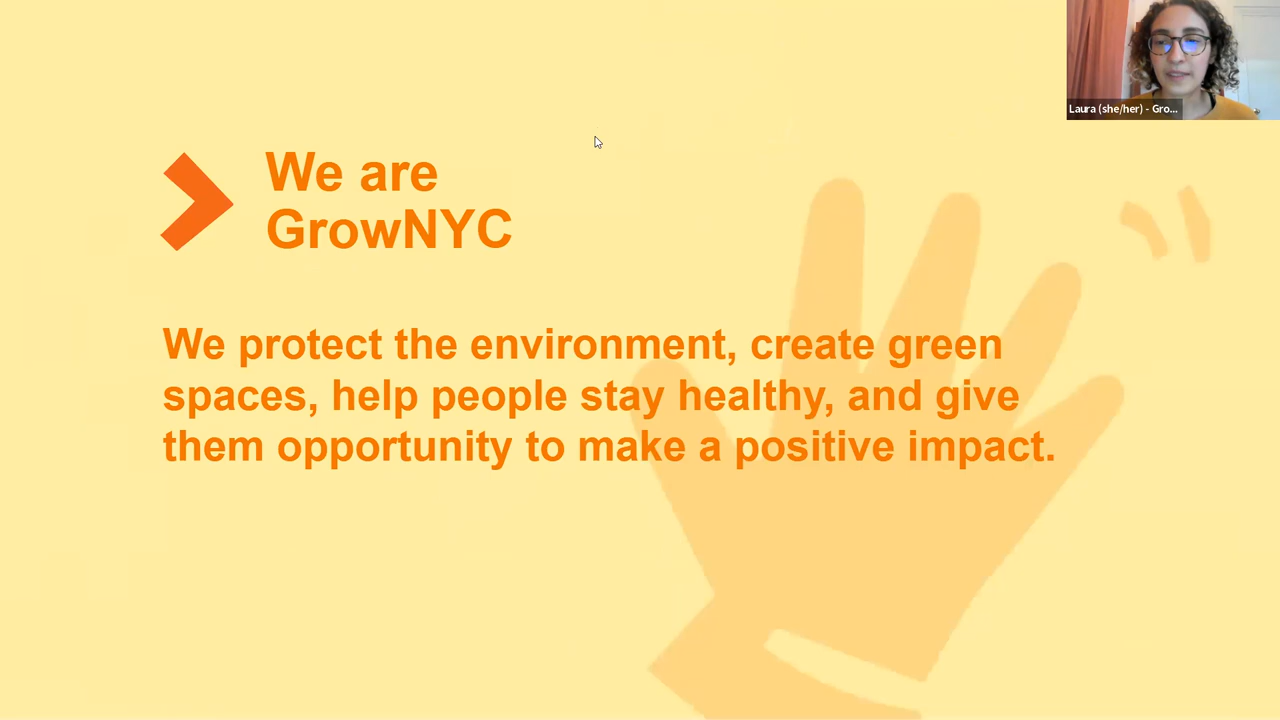 Laura (she/her) - Gro...
We are
GrowNYC
We protect the environment, create green
spaces, help people stay healthy, and give
them opportunity to make a positive impact.